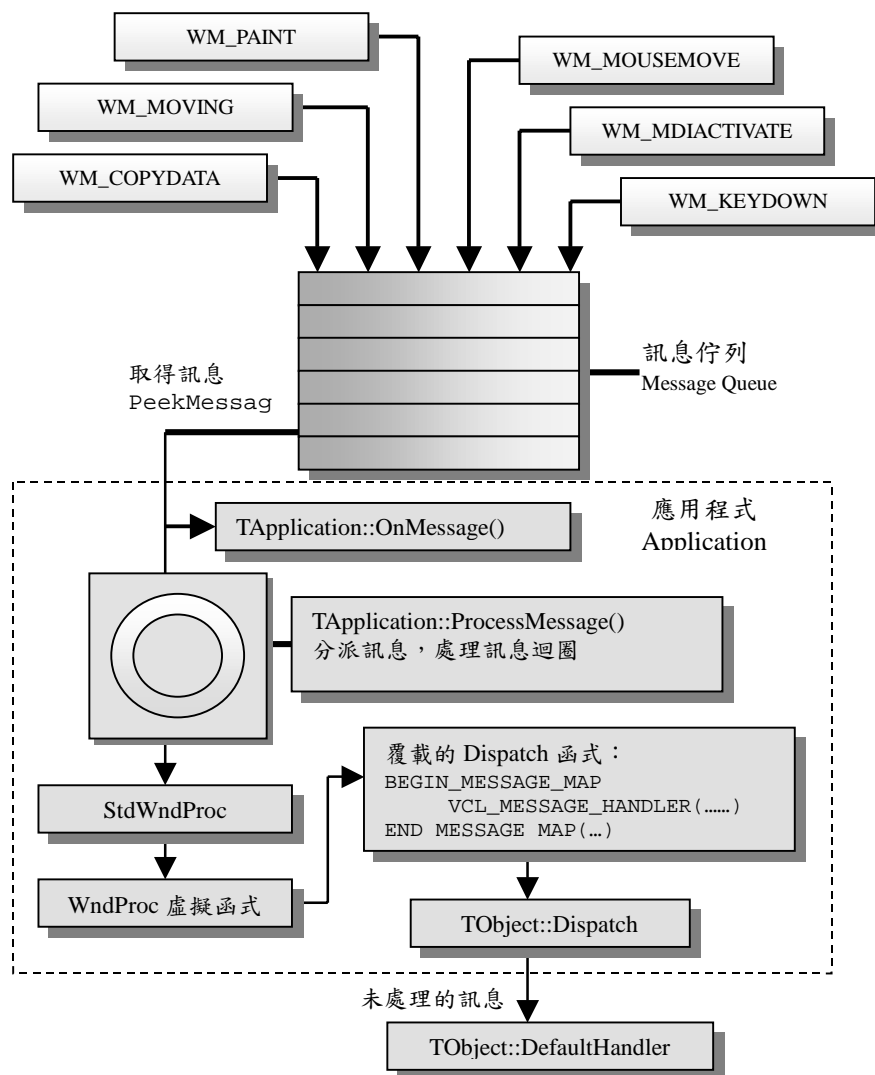 WM_PAINT
WM_MOUSEMOVE
WM_MOVING
WM_MDIACTIVATE
WM_COPYDATA
WM_KEYDOWN
訊息佇列
Message Queue
取得訊息
PeekMessag
應用程式
Application
TApplication::OnMessage()
TApplication::ProcessMessage()
分派訊息，處理訊息迴圈
覆載的 Dispatch 函式：
BEGIN_MESSAGE_MAP
VCL_MESSAGE_HANDLER(……)
END MESSAGE MAP(…)
StdWndProc
WndProc 虛擬函式
TObject::Dispatch
未處理的訊息
TObject::DefaultHandler